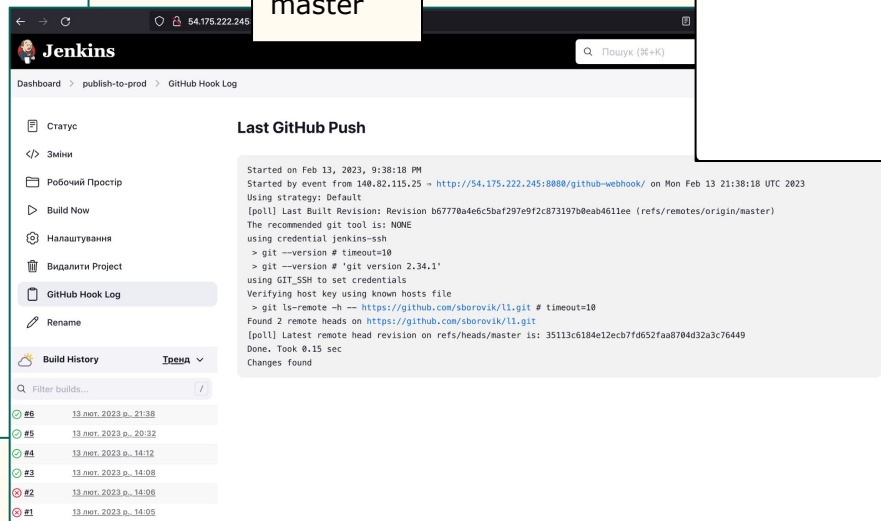 master
54.175.222.245
Jenkins
Пошук (⌘+K)
Dashboard > publish-to-prod > GitHub Hook Log
Статус
Зміни
Робочий Простір
Build Now
Налаштування
Видалити Project
GitHub Hook Log
Rename
Build History
Тренд
Filter builds...
/
#6 13 лют. 2023 р., 21:38
#5 13 лют. 2023 р., 20:32
#4 13 лют. 2023 р., 14:12
#3 13 лют. 2023 р., 14:08
#2 13 лют. 2023 р., 14:06
#1 13 лют. 2023 р., 14:05
Last GitHub Push
Started on Feb 13, 2023, 9:38:18 PM
Started by event from 140.82.115.25 ⇒ http://54.175.222.245:8080/github-webhook/ on Mon Feb 13 21:38:18 UTC 2023
Using strategy: Default
[poll] Last Built Revision: Revision b67770a4e6c5baf297e9f2c873197b0eab4611ee (refs/remotes/origin/master)
The recommended git tool is: NONE
using credential jenkins-ssh
> git --version # timeout=10
> git --version # 'git version 2.34.1'
using GIT_SSH to set credentials
Verifying host key using known hosts file
> git ls-remote -h -- https://github.com/sborovik/l1.git # timeout=10
Found 2 remote heads on https://github.com/sborovik/l1.git
[poll] Latest remote head revision on refs/heads/master is: 35113c6184e12ecb7fd652faa8704d32a3c76449
Done. Took 0.15 sec
Changes found